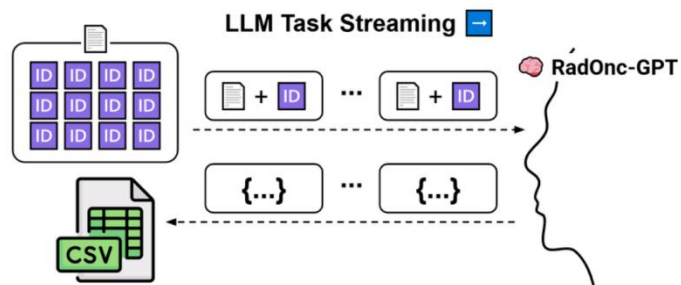 LLM Task Streaming
RadOnc-GPT
ID ID ID ID
ID ID ID ID
ID ID ID ID
+ ID ... + ID
{...} ... {...}
CSV